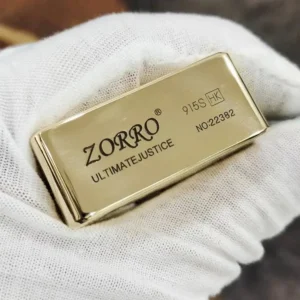 ZORRO®
ULTIMATEJUSTICE
915S HK
NO:22382